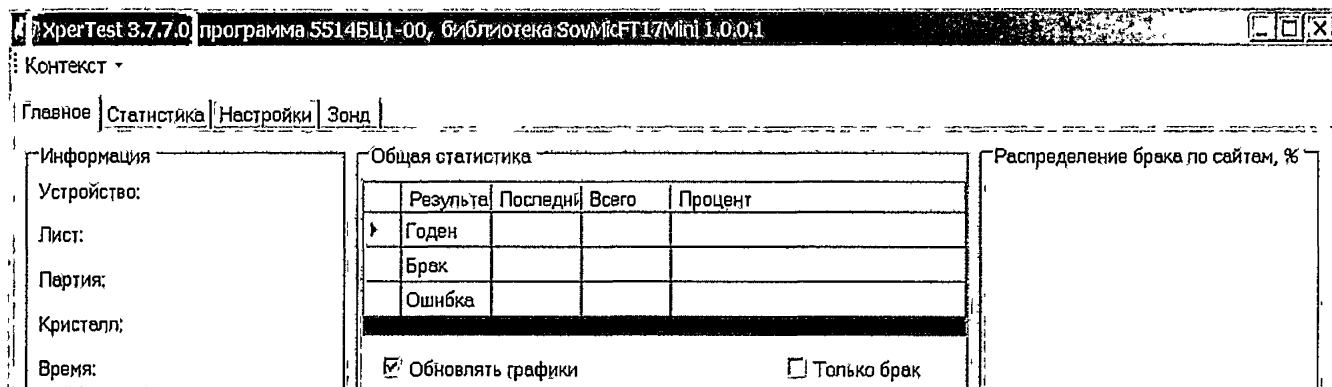 XperTest 3.7.7.0 программа 5514БЦ1-00, библиотека SovMicFT17Mini 1.0.0.1
Контекст
Главное Статистика Настройки Зонд
Информация
Устройство:
Лист:
Партия:
Кристалл:
Время:
Общая статистика
Результа Последни Всего Процент
Годен
Брак
Ошибка
Обновлять графики Только брак
Распределение брака по сайтам, %